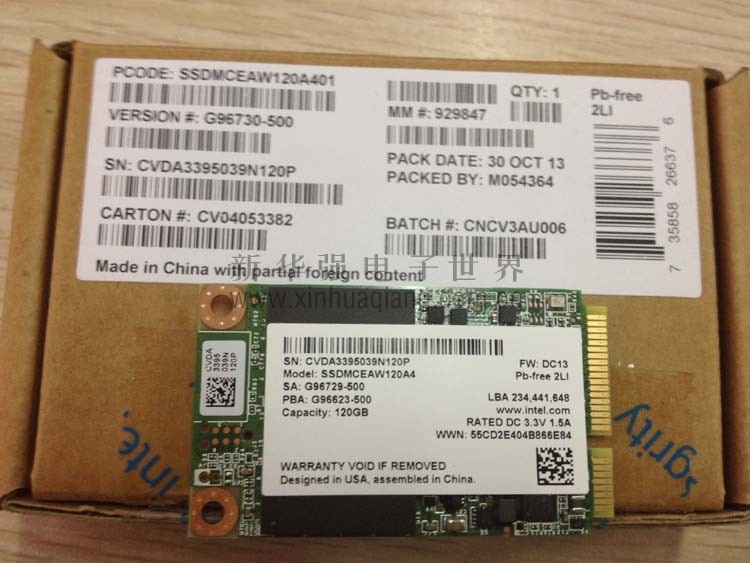 PCODE: SSDMCEAW120A401
QTY: 1
Pb-free
2LI
VERSION #: G96730-500
MM #: 929847
SN: CVDA3395039N120P
PACK DATE: 30 OCT 13
PACKED BY: M054364
CARTON #: CV04053382
BATCH #: CNCV3AU006
7 35858 26637 6
Made in China with partial foreign content
新华强电子世界
www.xinhuaqian
CVDA
3395
039N
120P
SN: CVDA3395039N120P
Model: SSDMCEAW120A4
SA: G96729-500
PBA: G96623-500
Capacity: 120GB
FW: DC13
Pb-free 2LI
LBA 234,441,648
www.intel.com
RATED DC 3.3V 1.5A
WWN: 55CD2E404B866E84
WARRANTY VOID IF REMOVED
Designed in USA, assembled in China.
inte.
sgrity